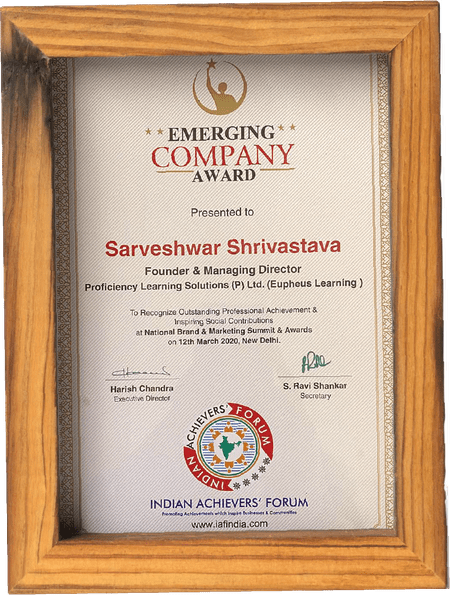 EMERGING
COMPANY
AWARD
Presented to
Sarveshwar Shrivastava
Founder & Managing Director
Proficiency Learning Solutions (P) Ltd. (Eupheus Learning )
To Recognize Outstanding Professional Achievement &
Inspiring Social Contributions
at National Brand & Marketing Summit & Awards
on 12th March 2020, New Delhi.
Harish Chandra
Executive Director
S. Ravi Shankar
Secretary
INDIAN ACHIEVERS' FORUM
INDIAN ACHIEVERS' FORUM
Promoting Achievements which Inspire Businesses & Communities
www.iafindia.com